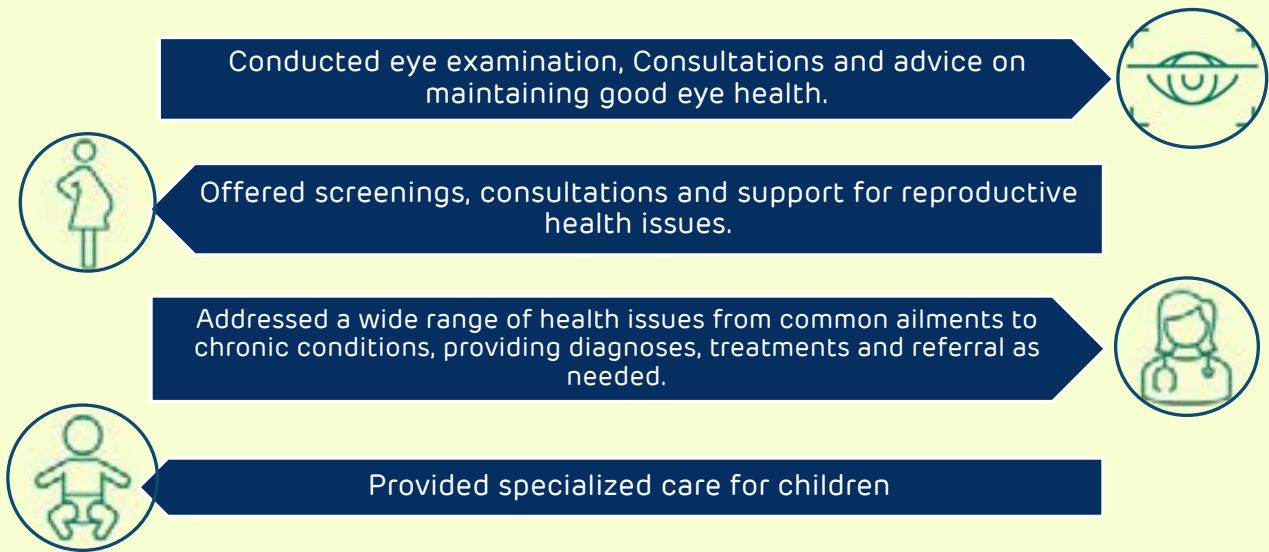 Conducted eye examination, Consultations and advice on
maintaining good eye health.
Offered screenings, consultations and support for reproductive
health issues.
Addressed a wide range of health issues from common ailments to
chronic conditions, providing diagnoses, treatments and referral as
needed.
Provided specialized care for children